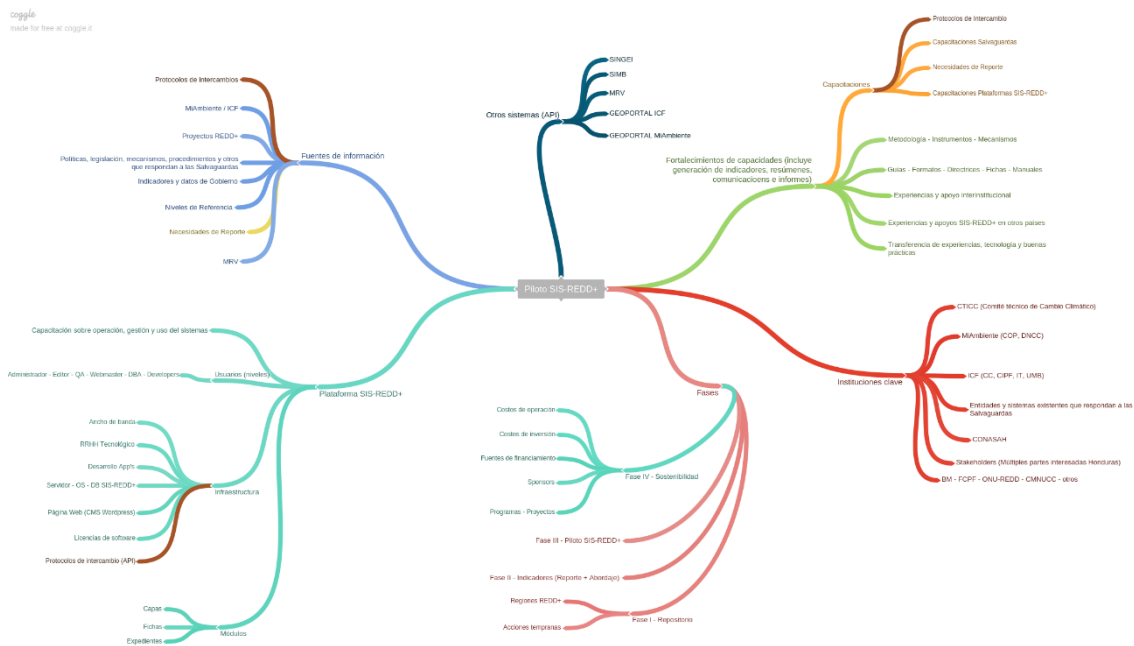 coggle
made for free at coggle.it
Protocolos de Intercambios
MiAmbiente / ICF
Proyectos REDD+
Políticas, legislación, mecanismos, procedimientos y otros
que respondan a las Salvaguardas
Indicadores y datos de Gobierno
Niveles de Referencia
Necesidades de Reporte
MRV
Fuentes de información
Otros sistemas (API)
SINGEI
SIMB
MRV
GEOPORTAL ICF
GEOPORTAL MiAmbiente
Capacitaciones
Protocolos de Intercambio
Capacitaciones Salvaguardas
Necesidades de Reporte
Capacitaciones Plataformas SIS-REDD+
Fortalecimientos de capacidades (incluye
generación de indicadores, resúmenes,
comunicacioens e informes)
Metodología - Instrumentos - Mecanismos
Guías - Formatos - Directrices - Fichas - Manuales
Experiencias y apoyo interinstitucional
Experiencias y apoyos SIS-REDD+ en otros países
Transferencia de experiencias, tecnología y buenas
prácticas
Piloto SIS-REDD+
Capacitación sobre operación, gestión y uso del sistemas
Administrador - Editor - QA - Webmaster - DBA - Developers
Usuarios (niveles)
Plataforma SIS-REDD+
Ancho de banda
RRHH Tecnológico
Desarrollo App's
Servidor - OS - DB SIS-REDD+
Página Web (CMS Wordpress)
Licencias de software
Protocolos de intercambio (API)
Infraestructura
Capas
Fichas
Expedientes
Módulos
Fases
Costos de operación
Costos de inversión
Fuentes de financiamiento
Sponsors
Programas - Proyectos
Fase IV - Sostenibilidad
Fase III - Piloto SIS-REDD+
Fase II - Indicadores (Reporte + Abordaje)
Regiones REDD+
Acciones tempranas
Fase I - Repositorio
Instituciones clave
CTICC (Comité técnico de Cambio Climático)
MiAmbiente (COP, DNCC)
ICF (CC, CIPF, IT, UMB)
Entidades y sistemas existentes que respondan a las
Salvaguardas
CONASAH
Stakeholders (Múltiples partes interesadas Honduras)
BM - FCPF - ONU-REDD - CMNUCC - otros